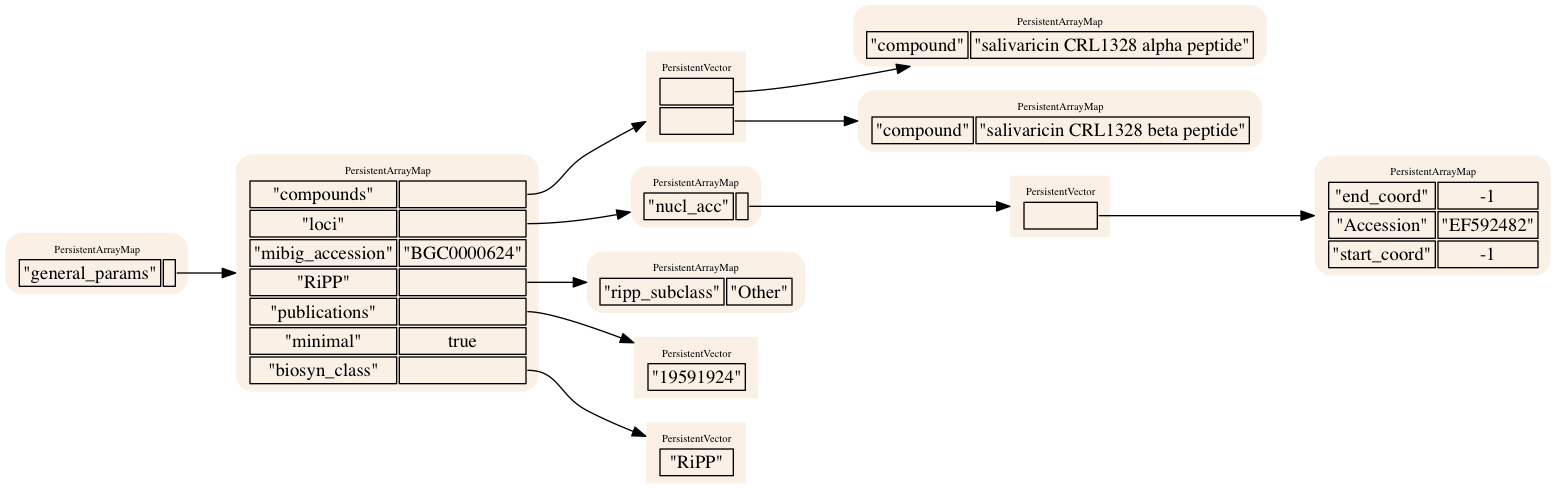 PersistentArrayMap
"general_params"
PersistentArrayMap
"compounds"
"loci"
"mibig_accession" "BGC0000624"
"RiPP"
"publications"
"minimal" true
"biosyn_class"
PersistentVector
PersistentArrayMap
"compound" "salivaricin CRL1328 alpha peptide"
PersistentArrayMap
"compound" "salivaricin CRL1328 beta peptide"
PersistentArrayMap
"nucl_acc"
PersistentVector
PersistentArrayMap
"end_coord" -1
"Accession" "EF592482"
"start_coord" -1
PersistentArrayMap
"ripp_subclass" "Other"
PersistentVector
"19591924"
PersistentVector
"RiPP"